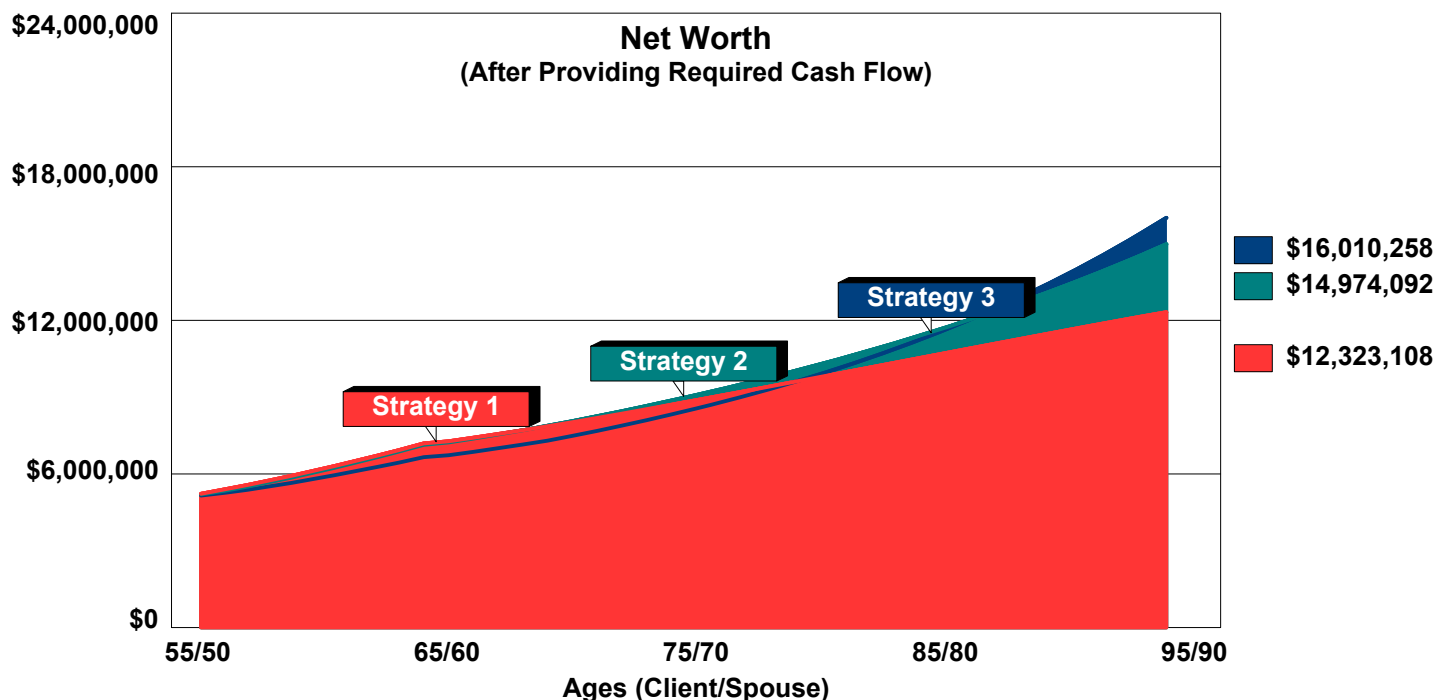 Net Worth
(After Providing Required Cash Flow)
$24,000,000
$18,000,000
$12,000,000
$6,000,000
$0
Strategy 1
Strategy 2
Strategy 3
$16,010,258
$14,974,092
$12,323,108
55/50
65/60
75/70
85/80
95/90
Ages (Client/Spouse)